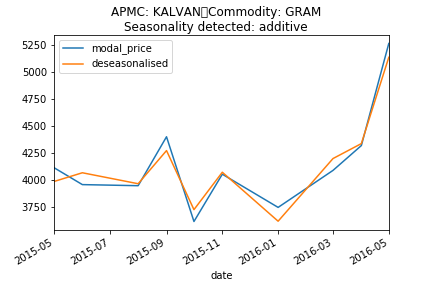 APMC: KALVAN▯Commodity: GRAM
Seasonality detected: additive
modal_price
deseasonalised
5250
5000
4750
4500
4250
4000
3750
2015-05
2015-07
2015-09
2015-11
2016-01
2016-03
2016-05
date